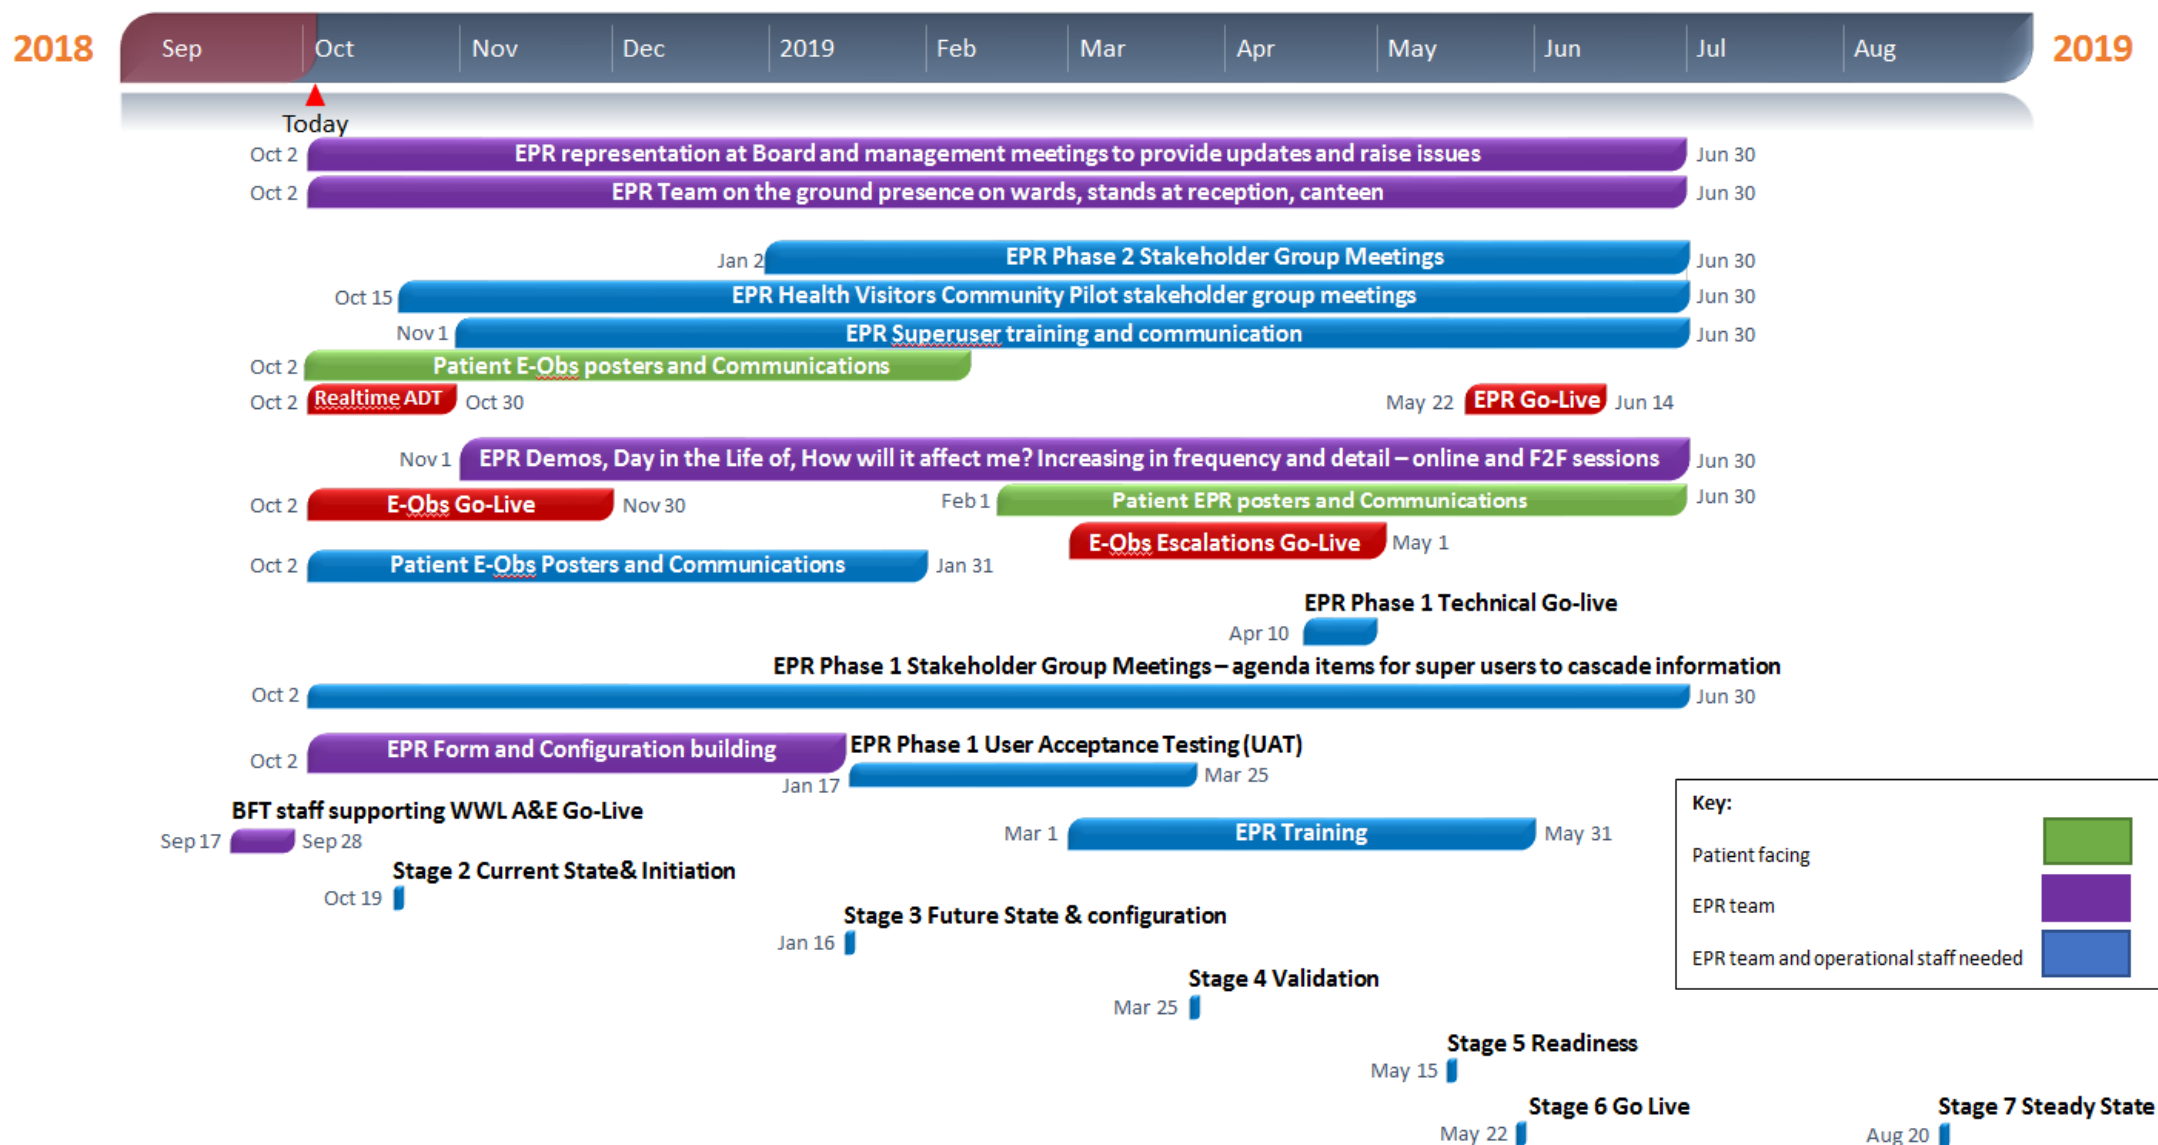 2018
Sep
Oct
Nov
Dec
2019
Feb
Mar
Apr
May
Jun
Jul
Aug
2019
Today
Oct 2
EPR representation at Board and management meetings to provide updates and raise issues
Jun 30
Oct 2
EPR Team on the ground presence on wards, stands at reception, canteen
Jun 30
Jan 2
EPR Phase 2 Stakeholder Group Meetings
Jun 30
Oct 15
EPR Health Visitors Community Pilot stakeholder group meetings
Jun 30
Nov 1
EPR Superuser training and communication
Jun 30
Oct 2
Patient E-Obs posters and Communications
Oct 2
Realtime ADT
Oct 30
May 22
EPR Go-Live
Jun 14
Nov 1
EPR Demos, Day in the Life of, How will it affect me? Increasing in frequency and detail – online and F2F sessions
Jun 30
Oct 2
E-Obs Go-Live
Nov 30
Feb 1
Patient EPR posters and Communications
Jun 30
E-Obs Escalations Go-Live
May 1
Oct 2
Patient E-Obs Posters and Communications
Jan 31
EPR Phase 1 Technical Go-live
Apr 10
EPR Phase 1 Stakeholder Group Meetings – agenda items for super users to cascade information
Oct 2
Jun 30
Oct 2
EPR Form and Configuration building
EPR Phase 1 User Acceptance Testing (UAT)
Jan 17
Mar 25
BFT staff supporting WWL A&E Go-Live
Sep 17
Sep 28
Mar 1
EPR Training
May 31
Stage 2 Current State& Initiation
Oct 19
Stage 3 Future State & configuration
Jan 16
Stage 4 Validation
Mar 25
Stage 5 Readiness
May 15
Stage 6 Go Live
May 22
Stage 7 Steady State
Aug 20
Key:
Patient facing
EPR team
EPR team and operational staff needed